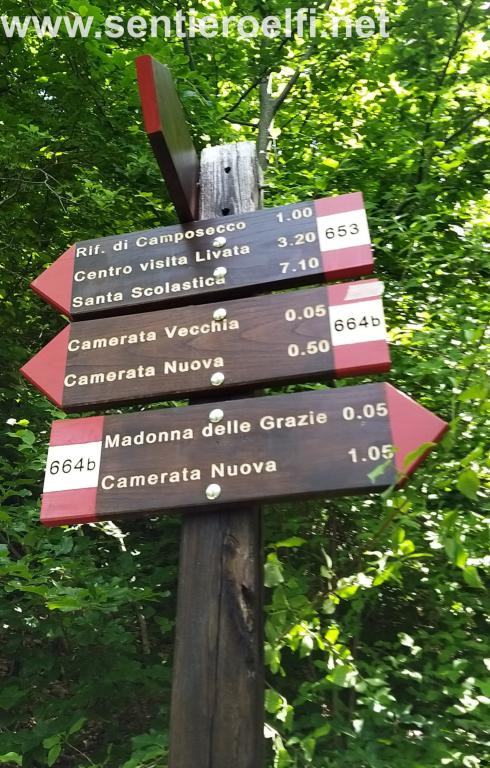 www.sentieroelfi.net
Rif. di Camposecco 1.00
Centro visita Livata 3.20
Santa Scolastica 7.10
653
Camerata Vecchia 0.05
Camerata Nuova 0.50
664b
664b
Madonna delle Grazie 0.05
Camerata Nuova 1.05